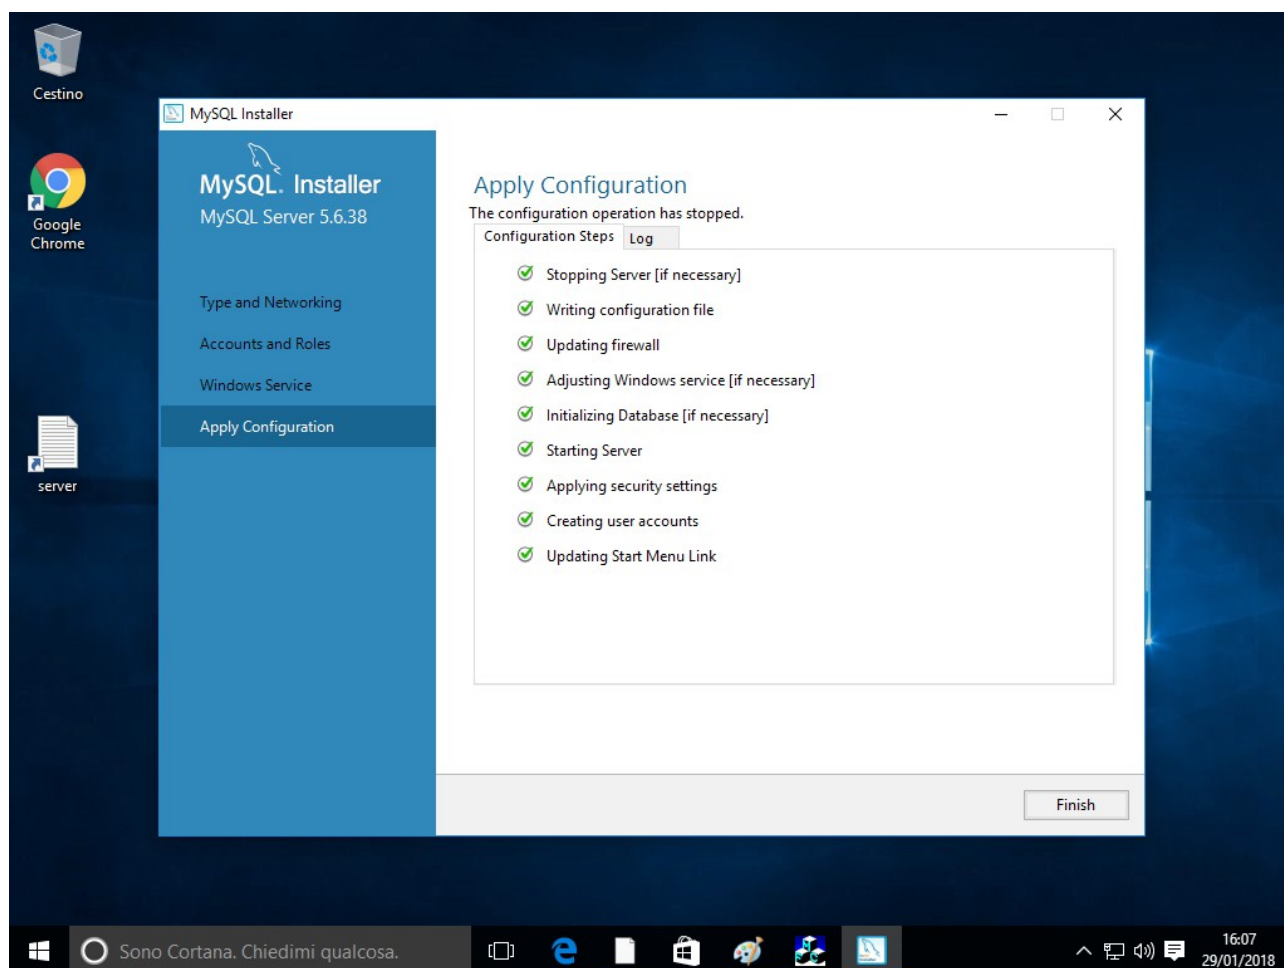 Cestino
Google
Chrome
server
MySQL Installer
MySQL. Installer
MySQL Server 5.6.38
Type and Networking
Accounts and Roles
Windows Service
Apply Configuration
Apply Configuration
The configuration operation has stopped.
Configuration Steps Log
Stopping Server [if necessary]
Writing configuration file
Updating firewall
Adjusting Windows service [if necessary]
Initializing Database [if necessary]
Starting Server
Applying security settings
Creating user accounts
Updating Start Menu Link
Finish
Sono Cortana. Chiedimi qualcosa.
16:07
29/01/2018